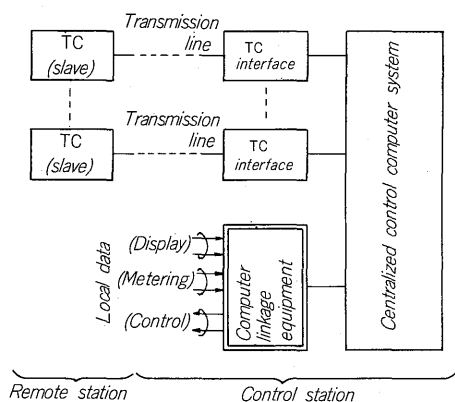 TC
(slave)
Transmission
line
TC
interface
TC
(slave)
Transmission
line
TC
interface
Centralized control computer system
Local data
(Display)
(Metering)
(Control)
Computer
linkage
equipment
Remote station
Control station